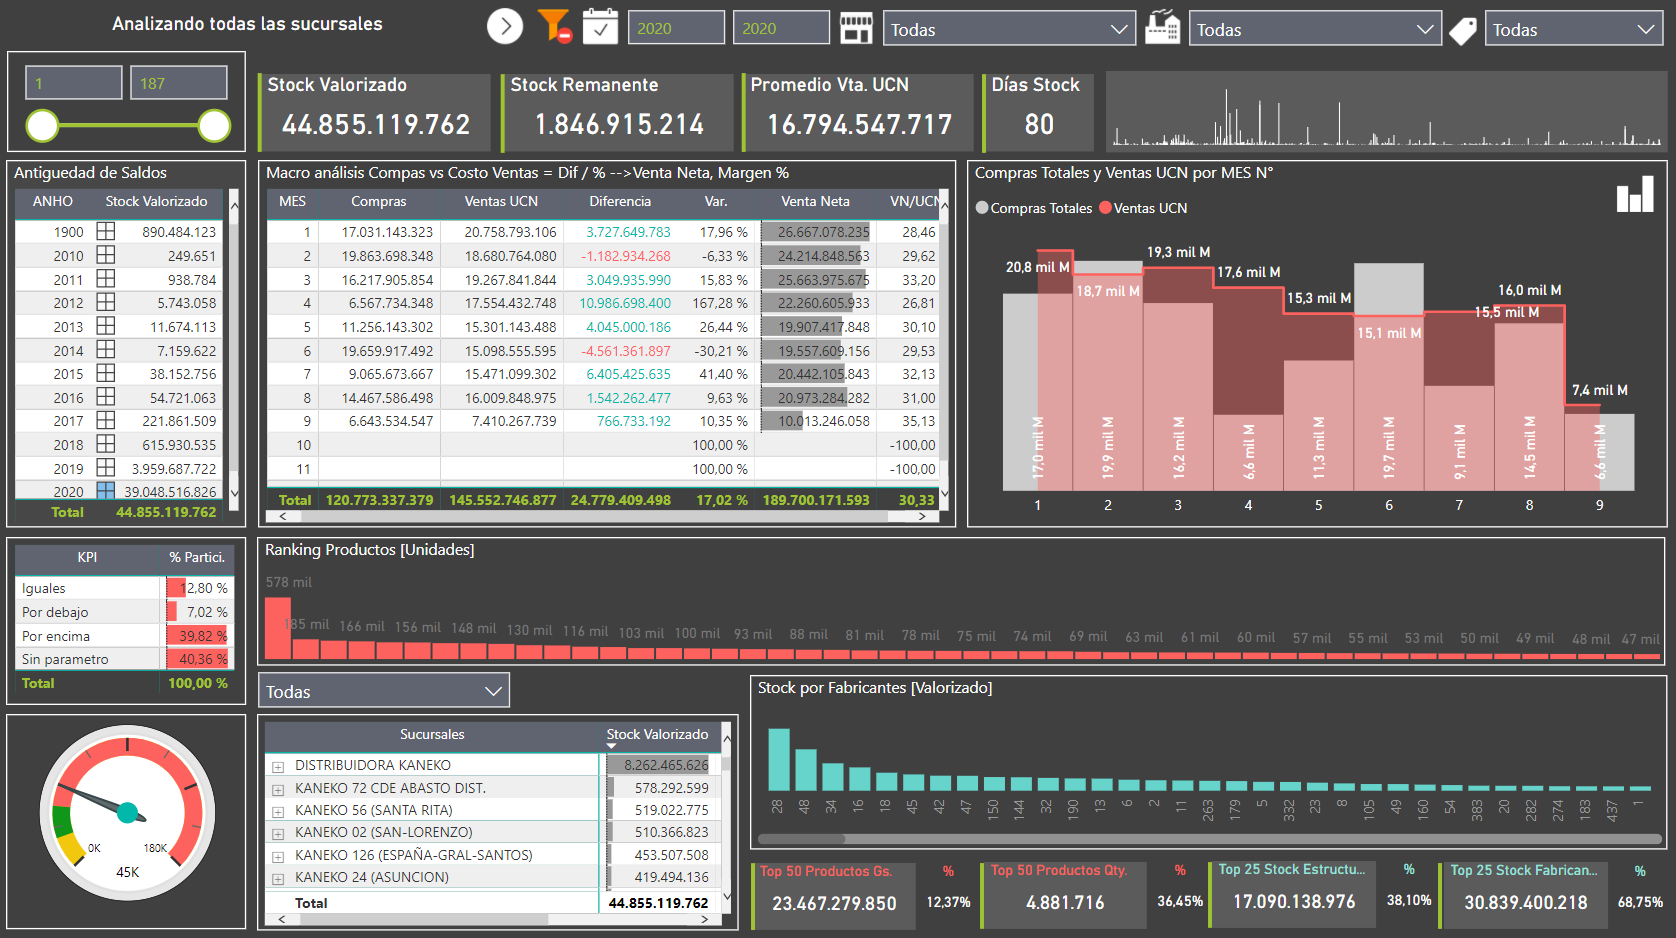 Analizando todas las sucursales
2020
2020
Todas
Todas
Todas
1
187
Stock Valorizado
44.855.119.762
Stock Remanente
1.846.915.214
Promedio Vta. UCN
16.794.547.717
Días Stock
80
Antiguedad de Saldos
ANHO Stock Valorizado
1900 890.484.123
2010 249.651
2011 938.784
2012 5.743.058
2013 11.674.113
2014 7.159.622
2015 38.152.756
2016 54.721.063
2017 221.861.509
2018 615.930.535
2019 3.959.687.722
2020 39.048.516.826
Total 44.855.119.762
Macro análisis Compas vs Costo Ventas = Dif / % -->Venta Neta, Margen %
MES Compras Ventas UCN Diferencia Var. Venta Neta VN/UCN
1 17.031.143.323 20.758.793.106 3.727.649.783 17,96 % 26.667.078.235 28,46
2 19.863.698.348 18.680.764.080 -1.182.934.268 -6,33 % 24.214.848.563 29,62
3 16.217.905.854 19.267.841.844 3.049.935.990 15,83 % 25.663.975.675 33,20
4 6.567.734.348 17.554.432.748 10.986.698.400 167,28 % 22.260.605.933 26,81
5 11.256.143.302 15.301.143.488 4.045.000.186 26,44 % 19.907.417.848 30,10
6 19.659.917.492 15.098.555.595 -4.561.361.897 -30,21 % 19.557.609.156 29,53
7 9.065.673.667 15.471.099.302 6.405.425.635 41,40 % 20.442.105.843 32,13
8 14.467.586.498 16.009.848.975 1.542.262.477 9,63 % 20.973.284.282 31,00
9 6.643.534.547 7.410.267.739 766.733.192 10,35 % 10.013.246.058 35,13
10 100,00 % -100,00
11 100,00 % -100,00
Total 120.773.337.379 145.552.746.877 24.779.409.498 17,02 % 189.700.171.593 30,33
Compras Totales y Ventas UCN por MES N°
Compras Totales Ventas UCN
20,8 mil M
18,7 mil M
19,3 mil M
17,6 mil M
15,3 mil M
15,1 mil M
15,5 mil M
16,0 mil M
7,4 mil M
17,0 mil M
19,9 mil M
16,2 mil M
6,6 mil M
11,3 mil M
19,7 mil M
9,1 mil M
14,5 mil M
6,6 mil M
1 2 3 4 5 6 7 8 9
KPI % Partici.
Iguales 12,80 %
Por debajo 7,02 %
Por encima 39,82 %
Sin parametro 40,36 %
Total 100,00 %
Ranking Productos [Unidades]
578 mil
185 mil 166 mil 156 mil 148 mil 130 mil 116 mil 103 mil 100 mil 93 mil 88 mil 81 mil 78 mil 75 mil 74 mil 69 mil 63 mil 61 mil 60 mil 57 mil 55 mil 53 mil 50 mil 49 mil 48 mil 47 mil
Todas
0K 180K
45K
Sucursales Stock Valorizado
DISTRIBUIDORA KANEKO 8.262.465.626
KANEKO 72 CDE ABASTO DIST. 578.292.599
KANEKO 56 (SANTA RITA) 519.022.775
KANEKO 02 (SAN-LORENZO) 510.366.823
KANEKO 126 (ESPAÑA-GRAL-SANTOS) 453.507.508
KANEKO 24 (ASUNCION) 419.494.136
Total 44.855.119.762
Stock por Fabricantes [Valorizado]
28 48 34 16 18 45 42 47 150 144 32 190 13 6 2 11 263 179 5 332 23 8 105 49 160 54 383 20 282 274 183 437 1
Top 50 Productos Gs. %
23.467.279.850 12,37%
Top 50 Productos Qty. %
4.881.716 36,45%
Top 25 Stock Estructu... %
17.090.138.976 38,10%
Top 25 Stock Fabrican... %
30.839.400.218 68,75%